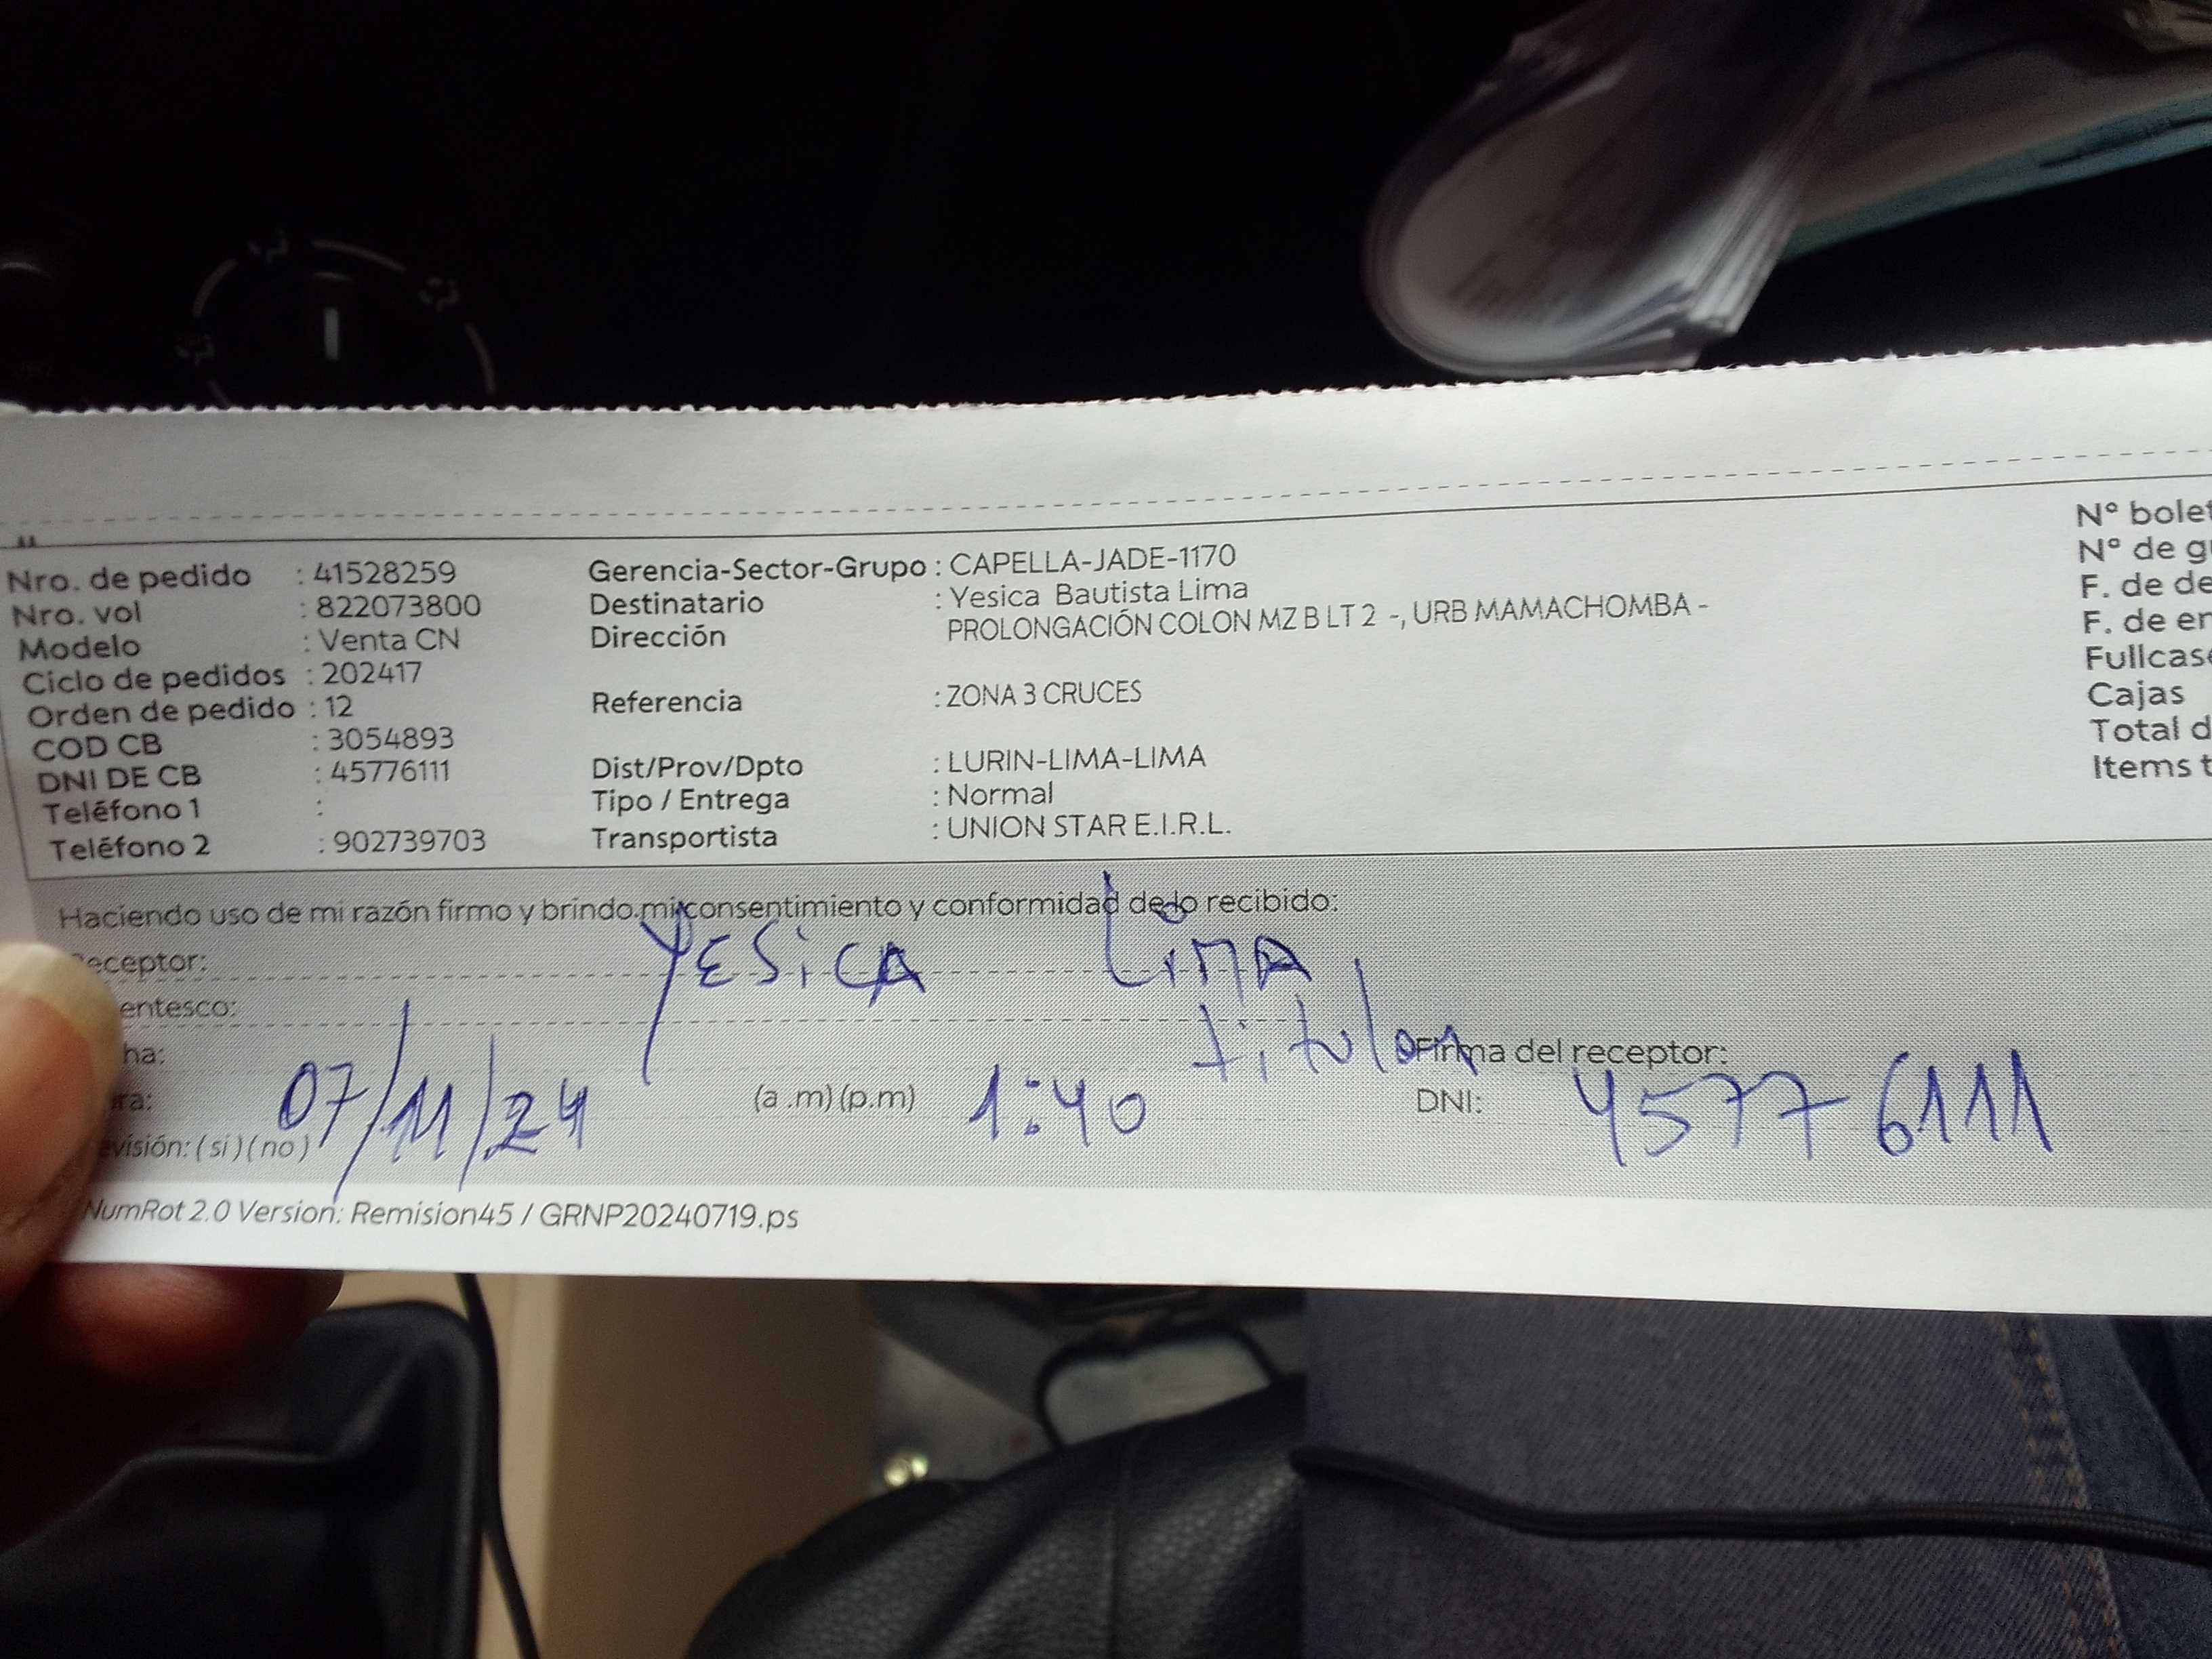 Nro. de pedido : 41528259
Nro. vol : 822073800
Modelo : Venta CN
Ciclo de pedidos : 202417
Orden de pedido : 12
COD CB : 3054893
DNI DE CB : 45776111
Teléfono 1 :
Teléfono 2 : 902739703
Gerencia-Sector-Grupo : CAPELLA-JADE-1170
Destinatario : Yesica Bautista Lima
Dirección PROLONGACIÓN COLON MZ B LT 2 -, URB MAMACHOMBA -
Referencia : ZONA 3 CRUCES
Dist/Prov/Dpto : LURIN-LIMA-LIMA
Tipo / Entrega : Normal
Transportista : UNION STAR E.I.R.L.
N° bolet
N° de g
F. de de
F. de en
Fullcase
Cajas
Total d
Items t
Haciendo uso de mi razón firmo y brindo mi consentimiento y conformidad de lo recibido:
eceptor: YESiCA LiMA
entesco: titular
ha: Firma del receptor:
ra: 07/11/24 (a.m)(p.m) 1:40 DNI: 45776111
evisión: (si)(no)
NumRot 2.0 Version: Remision45 / GRNP20240719.ps